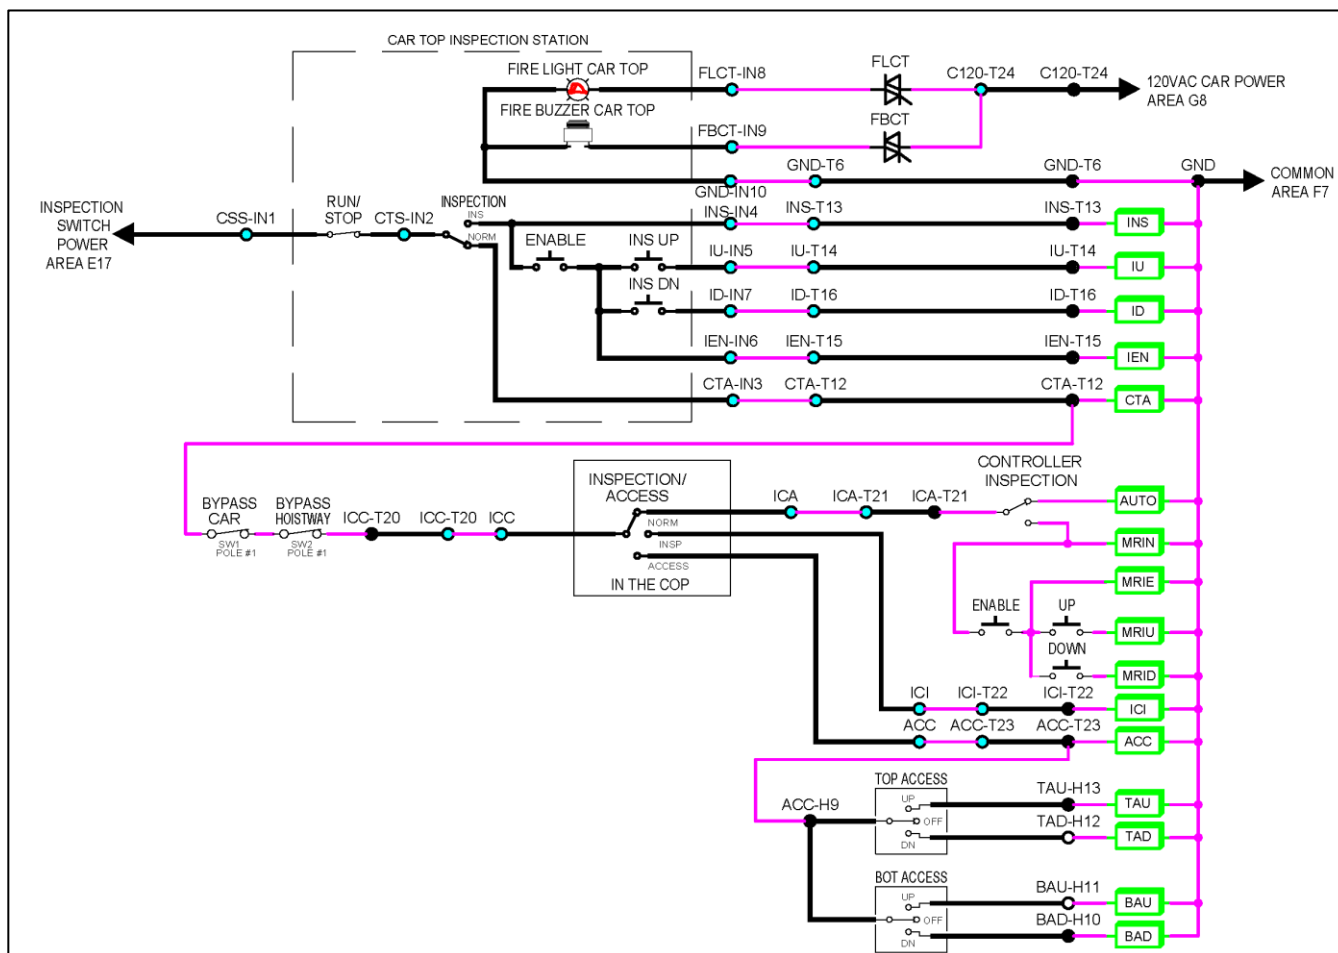 CAR TOP INSPECTION STATION
FIRE LIGHT CAR TOP
FLCT-IN8
FLCT
C120-T24
C120-T24
120VAC CAR POWER
AREA G8
FIRE BUZZER CAR TOP
FBCT-IN9
FBCT
GND-T6
GND-T6
GND
COMMON
AREA F7
GND-IN10
INSPECTION
SWITCH
POWER
AREA E17
CSS-IN1
RUN/
STOP
CTS-IN2
INSPECTION
INS
NORM
INS-IN4
INS-T13
INS-T13
INS
ENABLE
INS UP
IU-IN5
IU-T14
IU-T14
IU
INS DN
ID-IN7
ID-T16
ID-T16
ID
IEN-IN6
IEN-T15
IEN-T15
IEN
CTA-IN3
CTA-T12
CTA-T12
CTA
CONTROLLER
INSPECTION
INSPECTION/
ACCESS
NORM
INSP
ACCESS
IN THE COP
ICA
ICA-T21
ICA-T21
AUTO
BYPASS
CAR
SW1
POLE #1
BYPASS
HOISTWAY
SW2
POLE #1
ICC-T20
ICC-T20
ICC
MRIN
MRIE
ENABLE
UP
MRIU
DOWN
MRID
ICI
ICI-T22
ICI-T22
ICI
ACC
ACC-T23
ACC-T23
ACC
TOP ACCESS
UP
OFF
DN
ACC-H9
TAU-H13
TAU
TAD-H12
TAD
BOT ACCESS
UP
OFF
DN
BAU-H11
BAU
BAD-H10
BAD